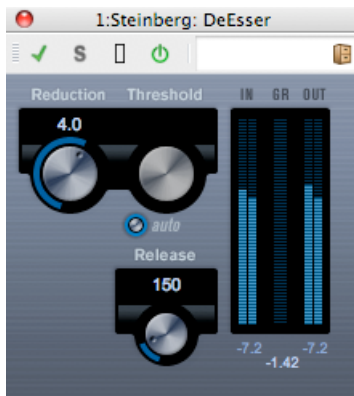 1:Steinberg: DeEsser
S
Reduction Threshold IN GR OUT
4.0
auto
Release
150
-7.2 -7.2
-1.42